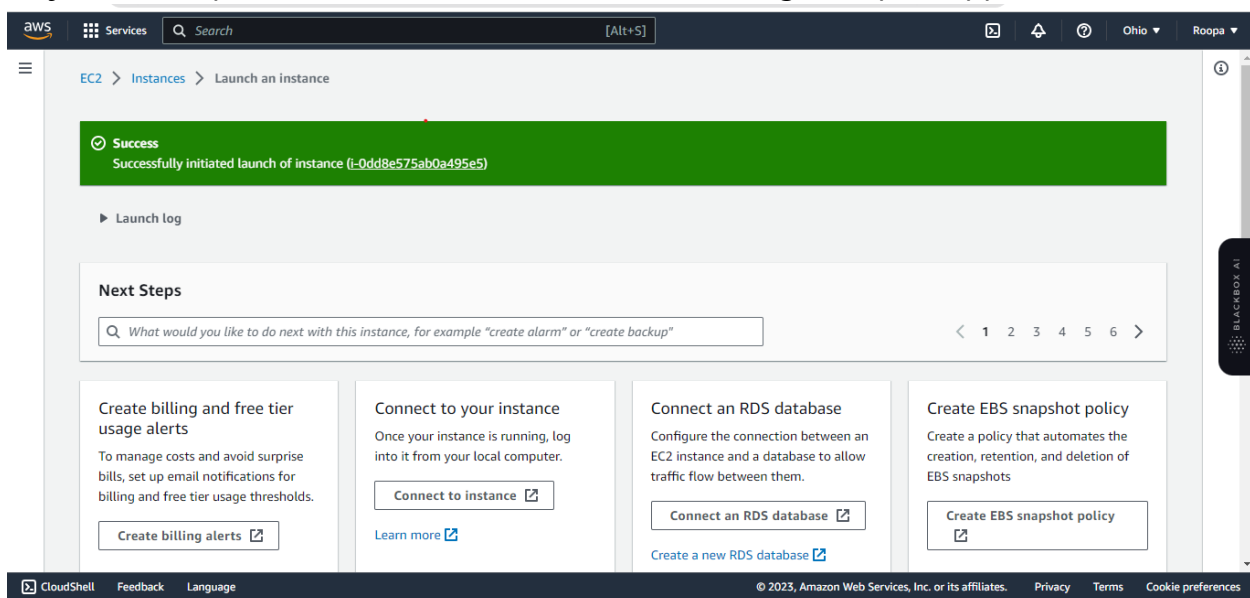 aws
Services
Search
[Alt+S]
Ohio
Roopa
EC2 > Instances > Launch an instance
Success
Successfully initiated launch of instance (i-0dd8e575ab0a495e5)
Launch log
Next Steps
What would you like to do next with this instance, for example "create alarm" or "create backup"
1 2 3 4 5 6
Create billing and free tier
usage alerts
To manage costs and avoid surprise
bills, set up email notifications for
billing and free tier usage thresholds.
Create billing alerts
Connect to your instance
Once your instance is running, log
into it from your local computer.
Connect to instance
Learn more
Connect an RDS database
Configure the connection between an
EC2 instance and a database to allow
traffic flow between them.
Connect an RDS database
Create a new RDS database
Create EBS snapshot policy
Create a policy that automates the
creation, retention, and deletion of
EBS snapshots
Create EBS snapshot policy
BLACKBOX AI
CloudShell
Feedback
Language
© 2023, Amazon Web Services, Inc. or its affiliates.
Privacy
Terms
Cookie preferences